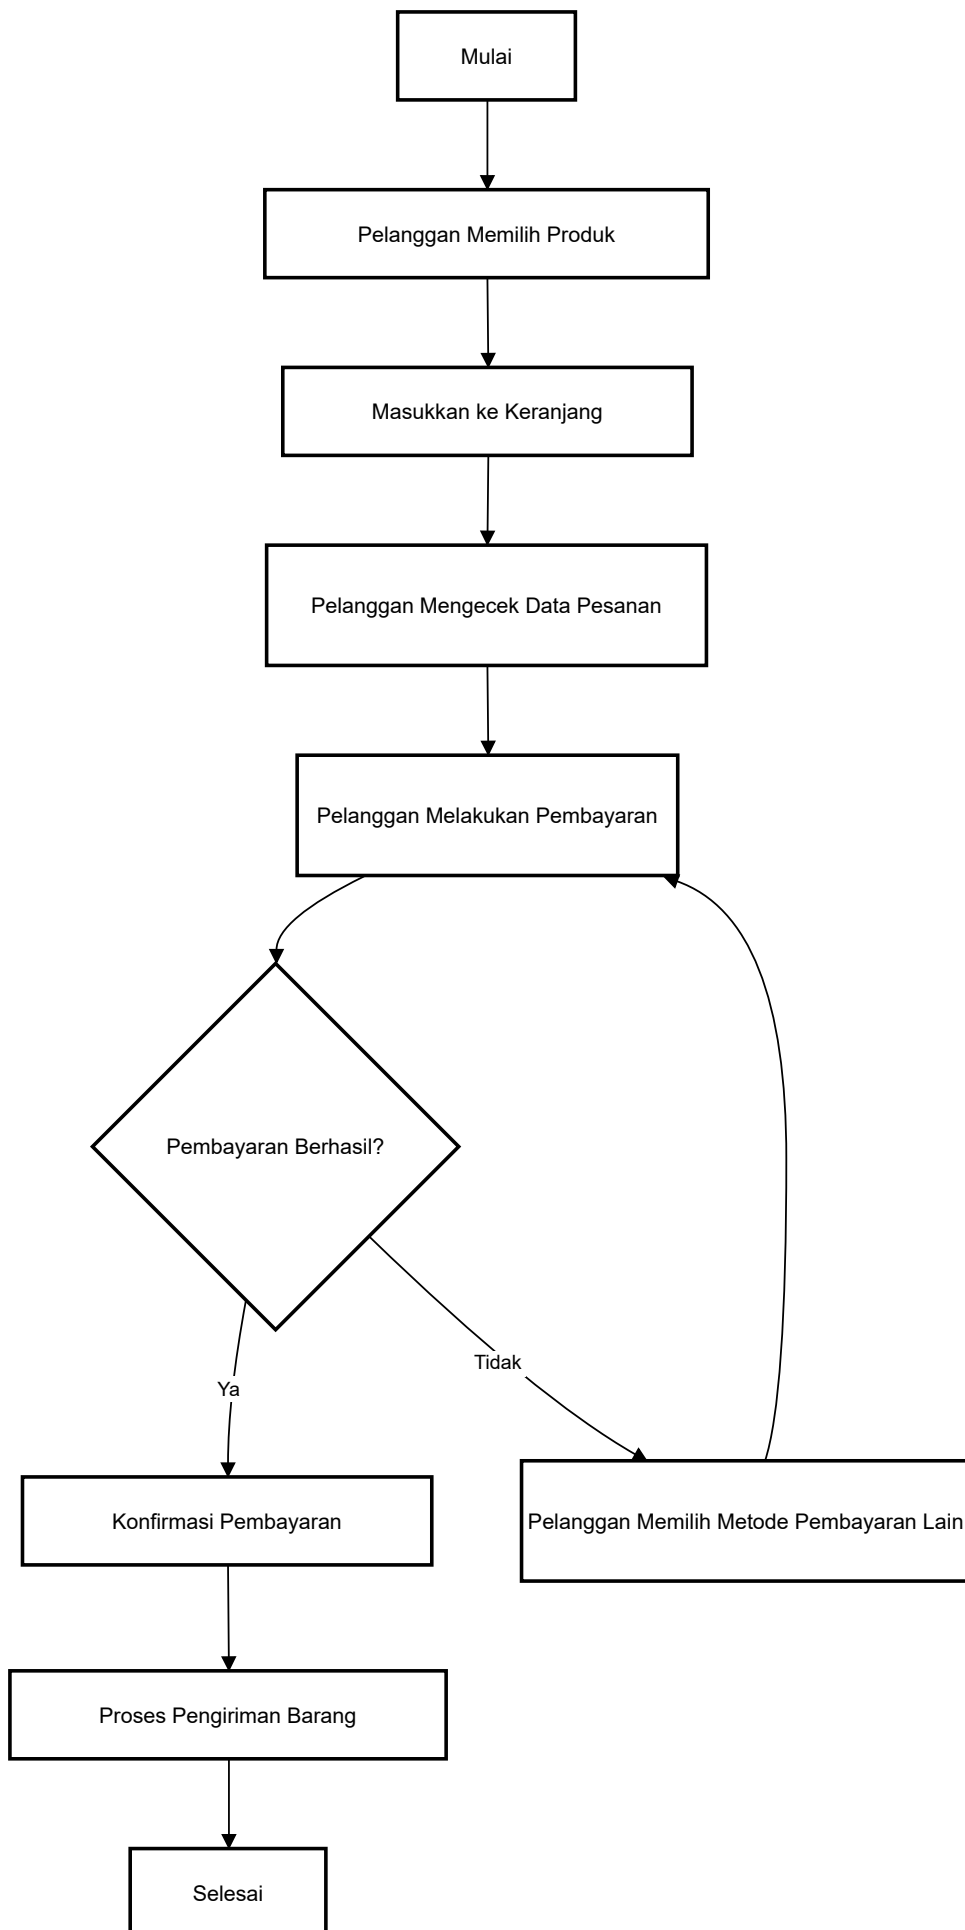 Mulai
Pelanggan Memilih Produk
Masukkan ke Keranjang
Pelanggan Mengecek Data Pesanan
Pelanggan Melakukan Pembayaran
Pembayaran Berhasil?
Tidak
Ya
Konfirmasi Pembayaran
Pelanggan Memilih Metode Pembayaran Lain
Proses Pengiriman Barang
Selesai